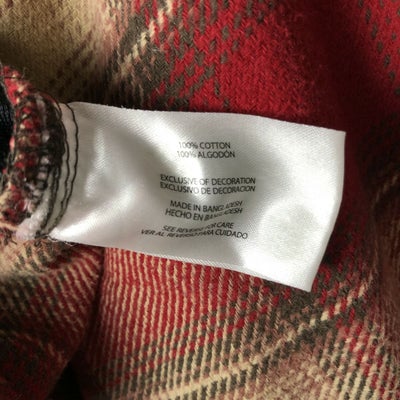 100% COTTON
100% ALGODÓN
EXCLUSIVE OF DECORATION
EXCLUSIVO DE DECORACION
MADE IN BANGLADESH
HECHO EN BANGLADESH
SEE REVERSE FOR CARE
VER AL REVERSO PARA CUIDADO